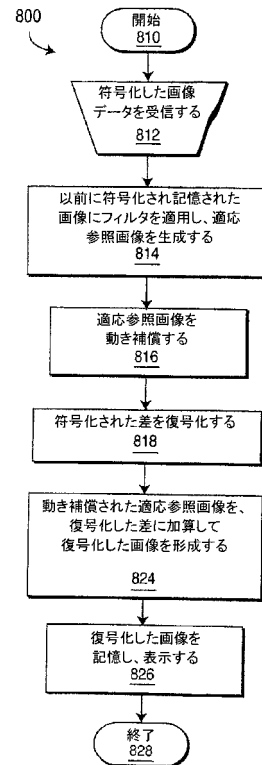 800
開始
810
符号化した画像
データを受信する
812
以前に符号化され記憶された
画像にフィルタを適用し、適応
参照画像を生成する
814
適応参照画像を
動き補償する
816
符号化された差を復号化する
818
動き補償された適応参照画像を、
復号化した差に加算して
復号化した画像を形成する
824
復号化した画像を
記憶し、表示する
826
終了
828